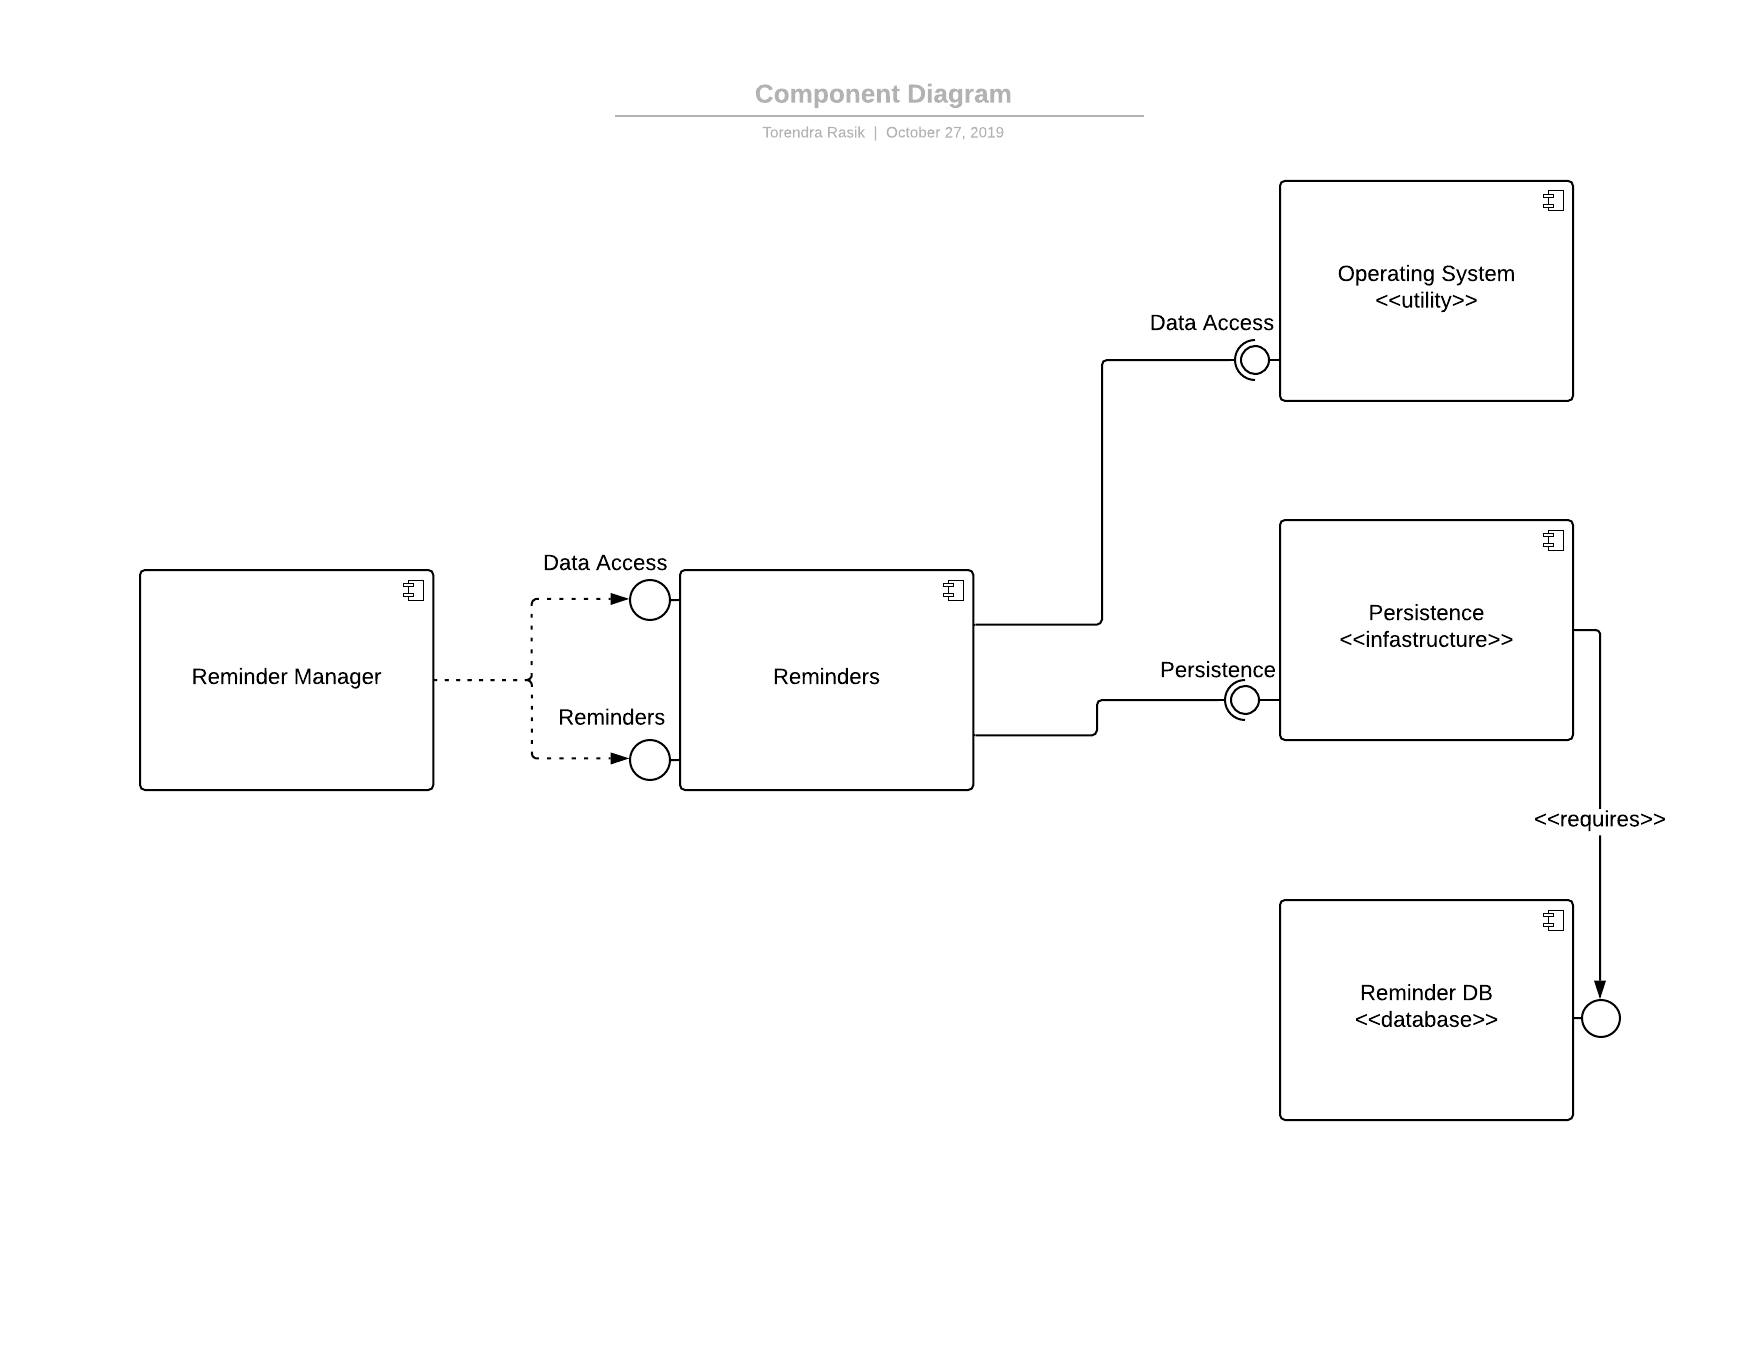 Component Diagram
Torendra Rasik | October 27, 2019
Operating System
<<utility>>
Data Access
Persistence
<<infastructure>>
Persistence
Data Access
Reminder Manager
Reminders
Reminders
<<requires>>
Reminder DB
<<database>>